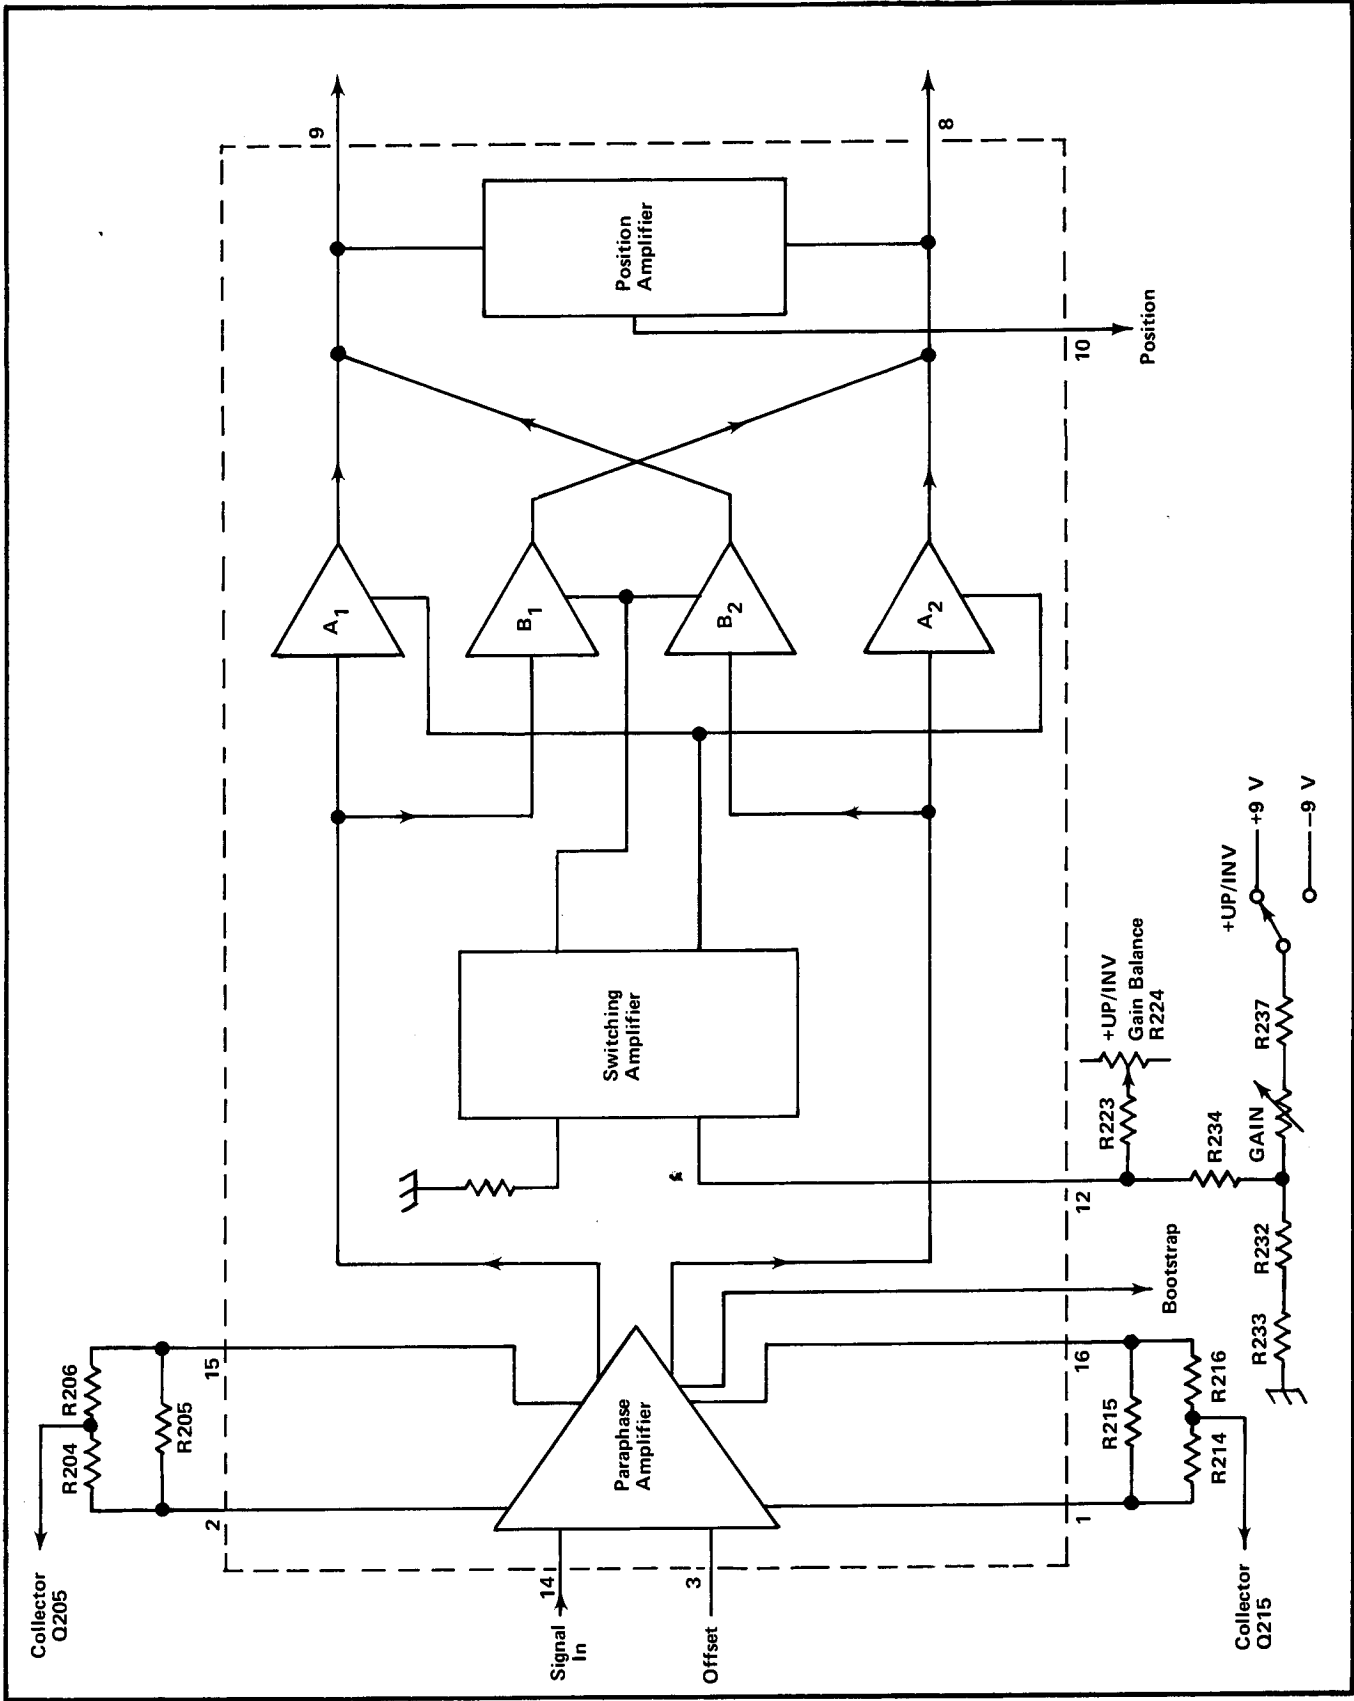 Collector
Q205
R204
R206
R205
2
15
9
14
Signal
In
3
Offset
Paraphase
Amplifier
Switching
Amplifier
A1
B1
B2
A2
Position
Amplifier
1
16
12
10
8
Position
Bootstrap
R215
R214
R216
Collector
Q215
R223
+UP/INV
Gain Balance
R224
R234
R233
R232
GAIN
R237
+UP/INV
+9 V
−9 V